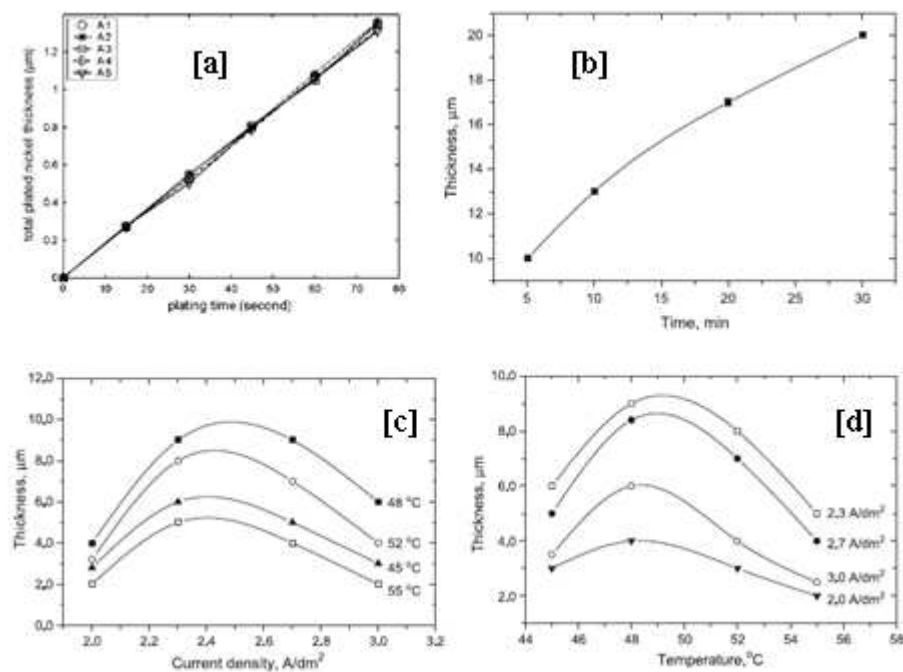 A1
A2
A3
A4
A5
[a]
total plated nickel thickness (μm)
1.2
1
0.8
0.6
0.4
0.2
0
0 10 20 30 40 50 60 70 80
plating time (second)
[b]
Thickness, μm
20
18
16
14
12
10
5 10 15 20 25 30
Time, min
[c]
Thickness, μm
12,0
10,0
8,0
6,0
4,0
2,0
0,0
48 °C
52 °C
45 °C
55 °C
2,0 2,2 2,4 2,6 2,8 3,0 3,2
Current density, A/dm²
[d]
Thickness, μm
10,0
8,0
6,0
4,0
2,0
2,3 A/dm²
2,7 A/dm²
3,0 A/dm²
2,0 A/dm²
44 46 48 50 52 54 56 58
Temperature,°C